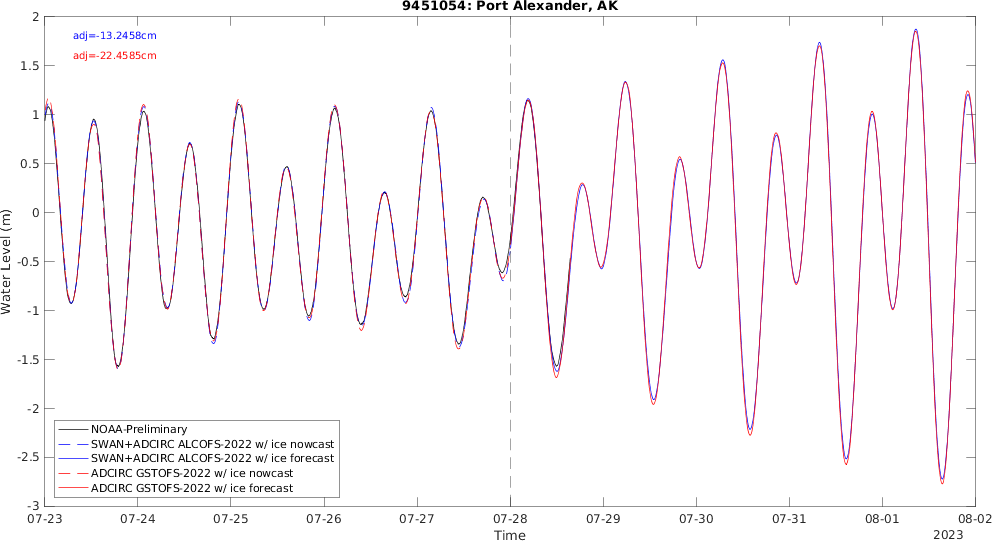 9451054: Port Alexander, AK
adj=-13.2458cm
adj=-22.4585cm
2
1.5
1
0.5
0
-0.5
-1
-1.5
-2
-2.5
-3
Water Level (m)
NOAA-Preliminary
SWAN+ADCIRC ALCOFS-2022 w/ ice nowcast
SWAN+ADCIRC ALCOFS-2022 w/ ice forecast
ADCIRC GSTOFS-2022 w/ ice nowcast
ADCIRC GSTOFS-2022 w/ ice forecast
07-23 07-24 07-25 07-26 07-27 07-28 07-29 07-30 07-31 08-01 08-02
Time
2023